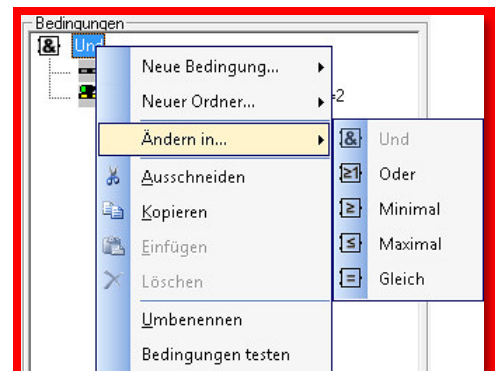 Bedingungen
& Und
Neue Bedingung...
Neuer Ordner...
=2
Ändern in...
& Und
Ausschneiden
≥1 Oder
Kopieren
≥ Minimal
Einfügen
≤ Maximal
Löschen
= Gleich
Umbenennen
Bedingungen testen